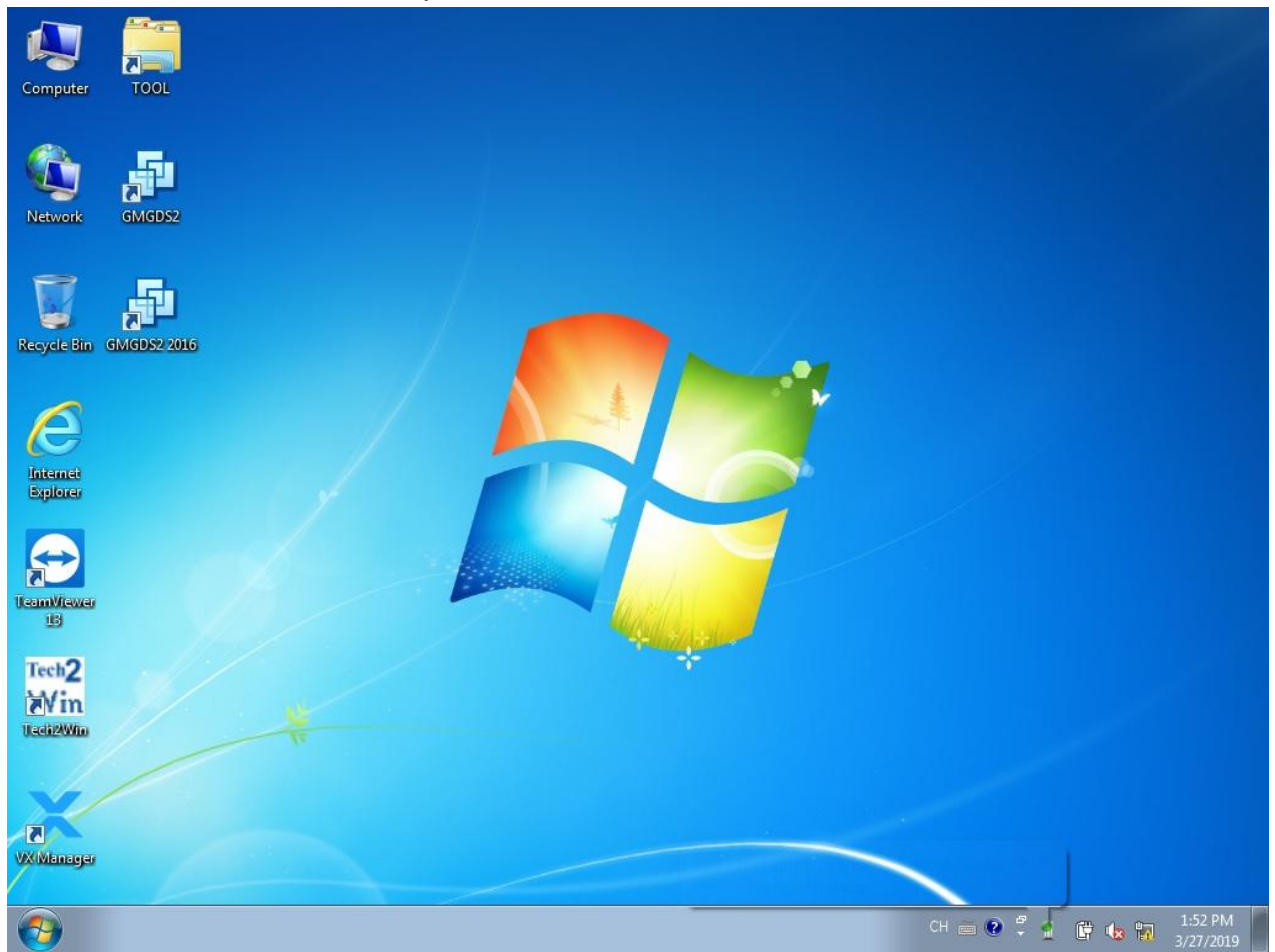 Computer
TOOL
Network
GMGDS2
Recycle Bin
GMGDS2 2016
Internet
Explorer
TeamViewer
13
Tech2
Win
Tech2Win
VX Manager
CH
1:52 PM
3/27/2019